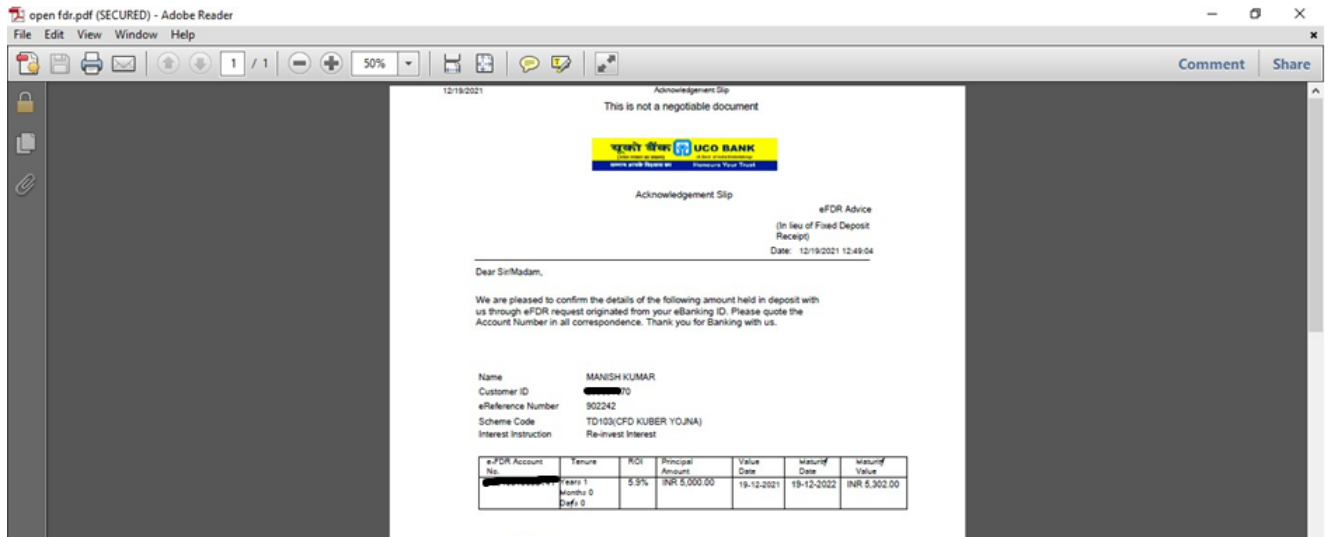 open fdr.pdf (SECURED) - Adobe Reader
File Edit View Window Help
1 / 1 50% Comment Share
12/19/2021 Acknowledgement Slip
This is not a negotiable document
यूको बैंक UCO BANK
सम्मान आपके विश्वास का Honours Your Trust
Acknowledgement Slip
eFDR Advice
(In lieu of Fixed Deposit
Receipt)
Date: 12/19/2021 12:49:04
Dear Sir/Madam,
We are pleased to confirm the details of the following amount held in deposit with
us through eFDR request originated from your eBanking ID. Please quote the
Account Number in all correspondence. Thank you for Banking with us.
Name MANISH KUMAR
Customer ID 70
eReference Number 902242
Scheme Code TD103(CFD KUBER YOJNA)
Interest Instruction Re-invest Interest
e-FDR Account Tenure ROI Principal Value Maturity Maturity
No. Amount Date Date Value
Years 1 5.9% INR 5,000.00 19-12-2021 19-12-2022 INR 5,302.00
Months 0